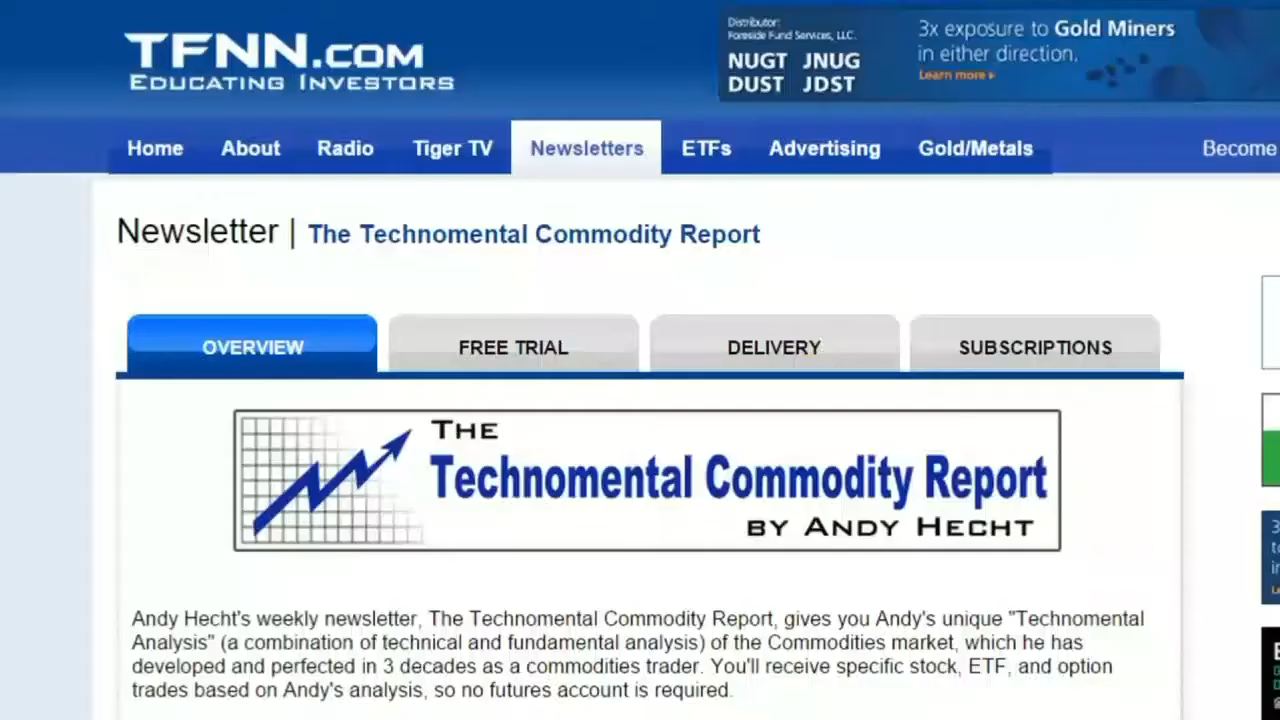 TFNN.COM
EDUCATING INVESTORS
Distributor:
Foreside Fund Services, LLC.
NUGT JNUG
DUST JDST
3x exposure to Gold Miners
in either direction.
Learn more
Home About Radio Tiger TV Newsletters ETFs Advertising Gold/Metals Become
Newsletter | The Technomental Commodity Report
OVERVIEW FREE TRIAL DELIVERY SUBSCRIPTIONS
THE
Technomental Commodity Report
BY ANDY HECHT
Andy Hecht's weekly newsletter, The Technomental Commodity Report, gives you Andy's unique "Technomental
Analysis" (a combination of technical and fundamental analysis) of the Commodities market, which he has
developed and perfected in 3 decades as a commodities trader. You'll receive specific stock, ETF, and option
trades based on Andy's analysis, so no futures account is required.